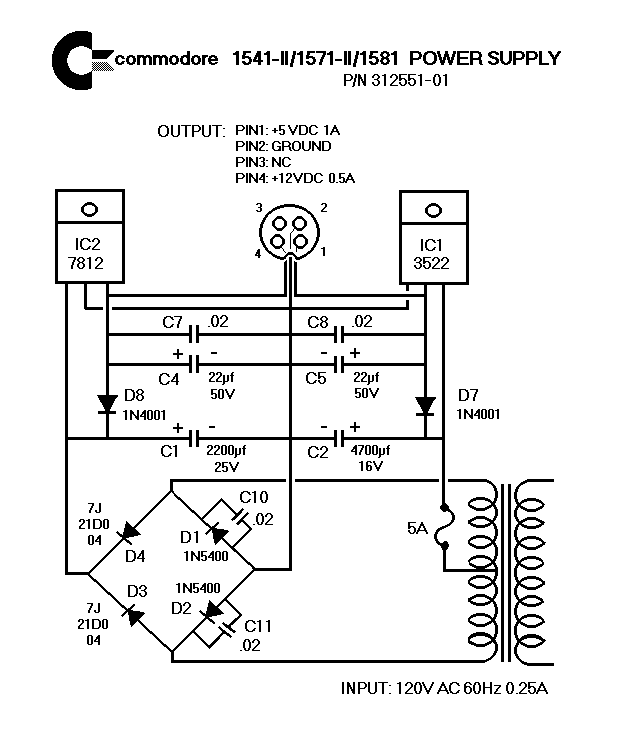 commodore 1541-II/1571-II/1581 POWER SUPPLY
P/N 312551-01
OUTPUT: PIN1: +5 VDC 1A
PIN2: GROUND
PIN3: NC
PIN4: +12VDC 0.5A
3
2
4
1
IC2
7812
IC1
3522
C7 .02
C8 .02
+ -
- +
C4 22µf
50V
C5 22µf
50V
D8
1N4001
D7
1N4001
+ -
- +
C1 2200µf
25V
C2 4700µf
16V
7J
21D0
04
D4
D1
1N5400
C10
.02
5A
7J
21D0
04
D3
1N5400
D2
C11
.02
INPUT: 120V AC 60Hz 0.25A